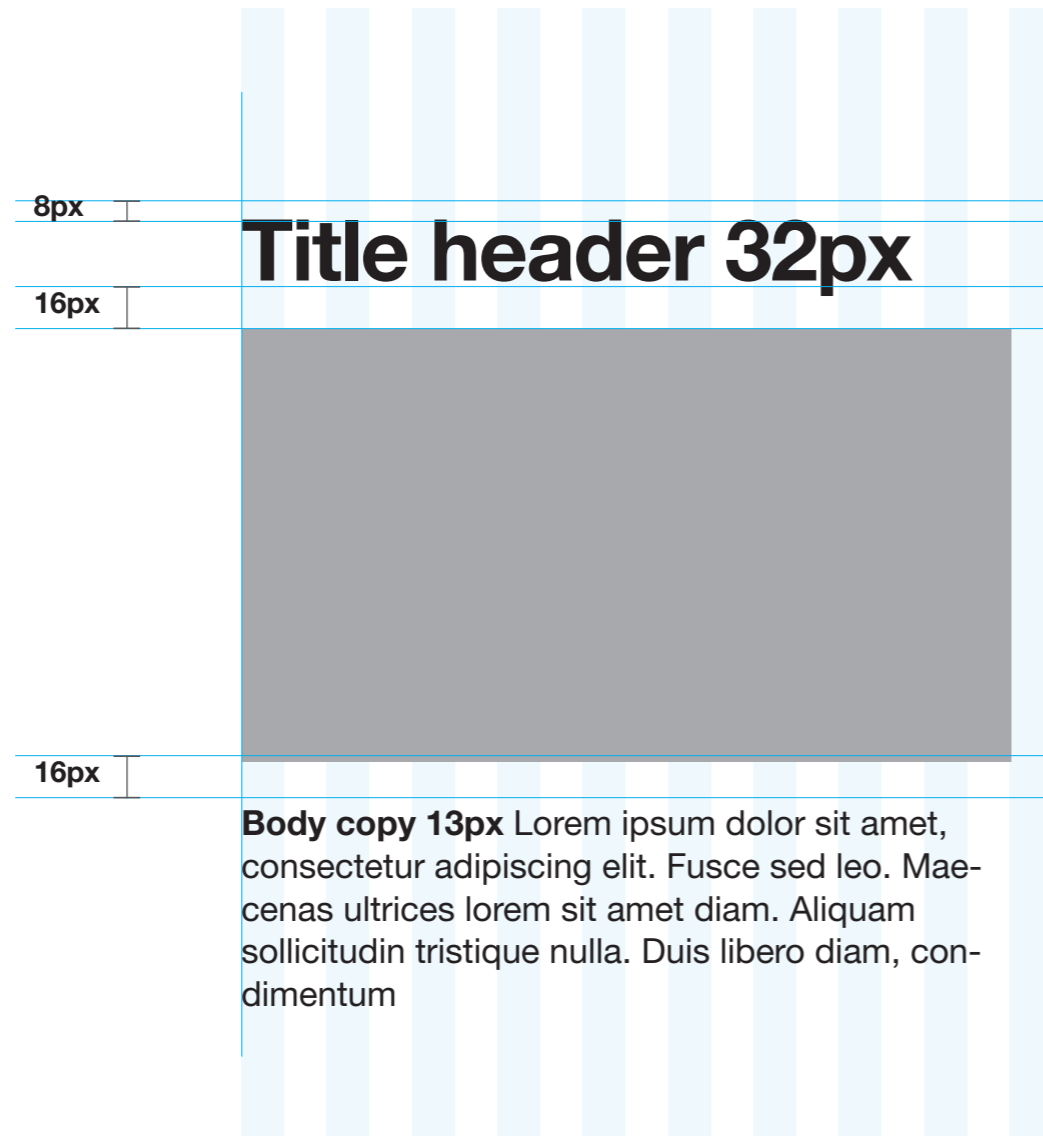 8px
Title header 32px
16px
16px
Body copy 13px Lorem ipsum dolor sit amet,
consectetur adipiscing elit. Fusce sed leo. Mae-
cenas ultrices lorem sit amet diam. Aliquam
sollicitudin tristique nulla. Duis libero diam, con-
dimentum